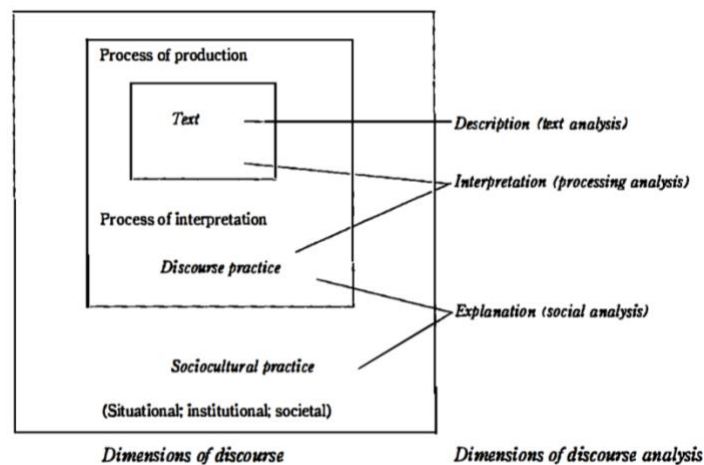 Process of production
Text
Description (text analysis)
Interpretation (processing analysis)
Process of interpretation
Discourse practice
Explanation (social analysis)
Sociocultural practice
(Situational; institutional; societal)
Dimensions of discourse
Dimensions of discourse analysis